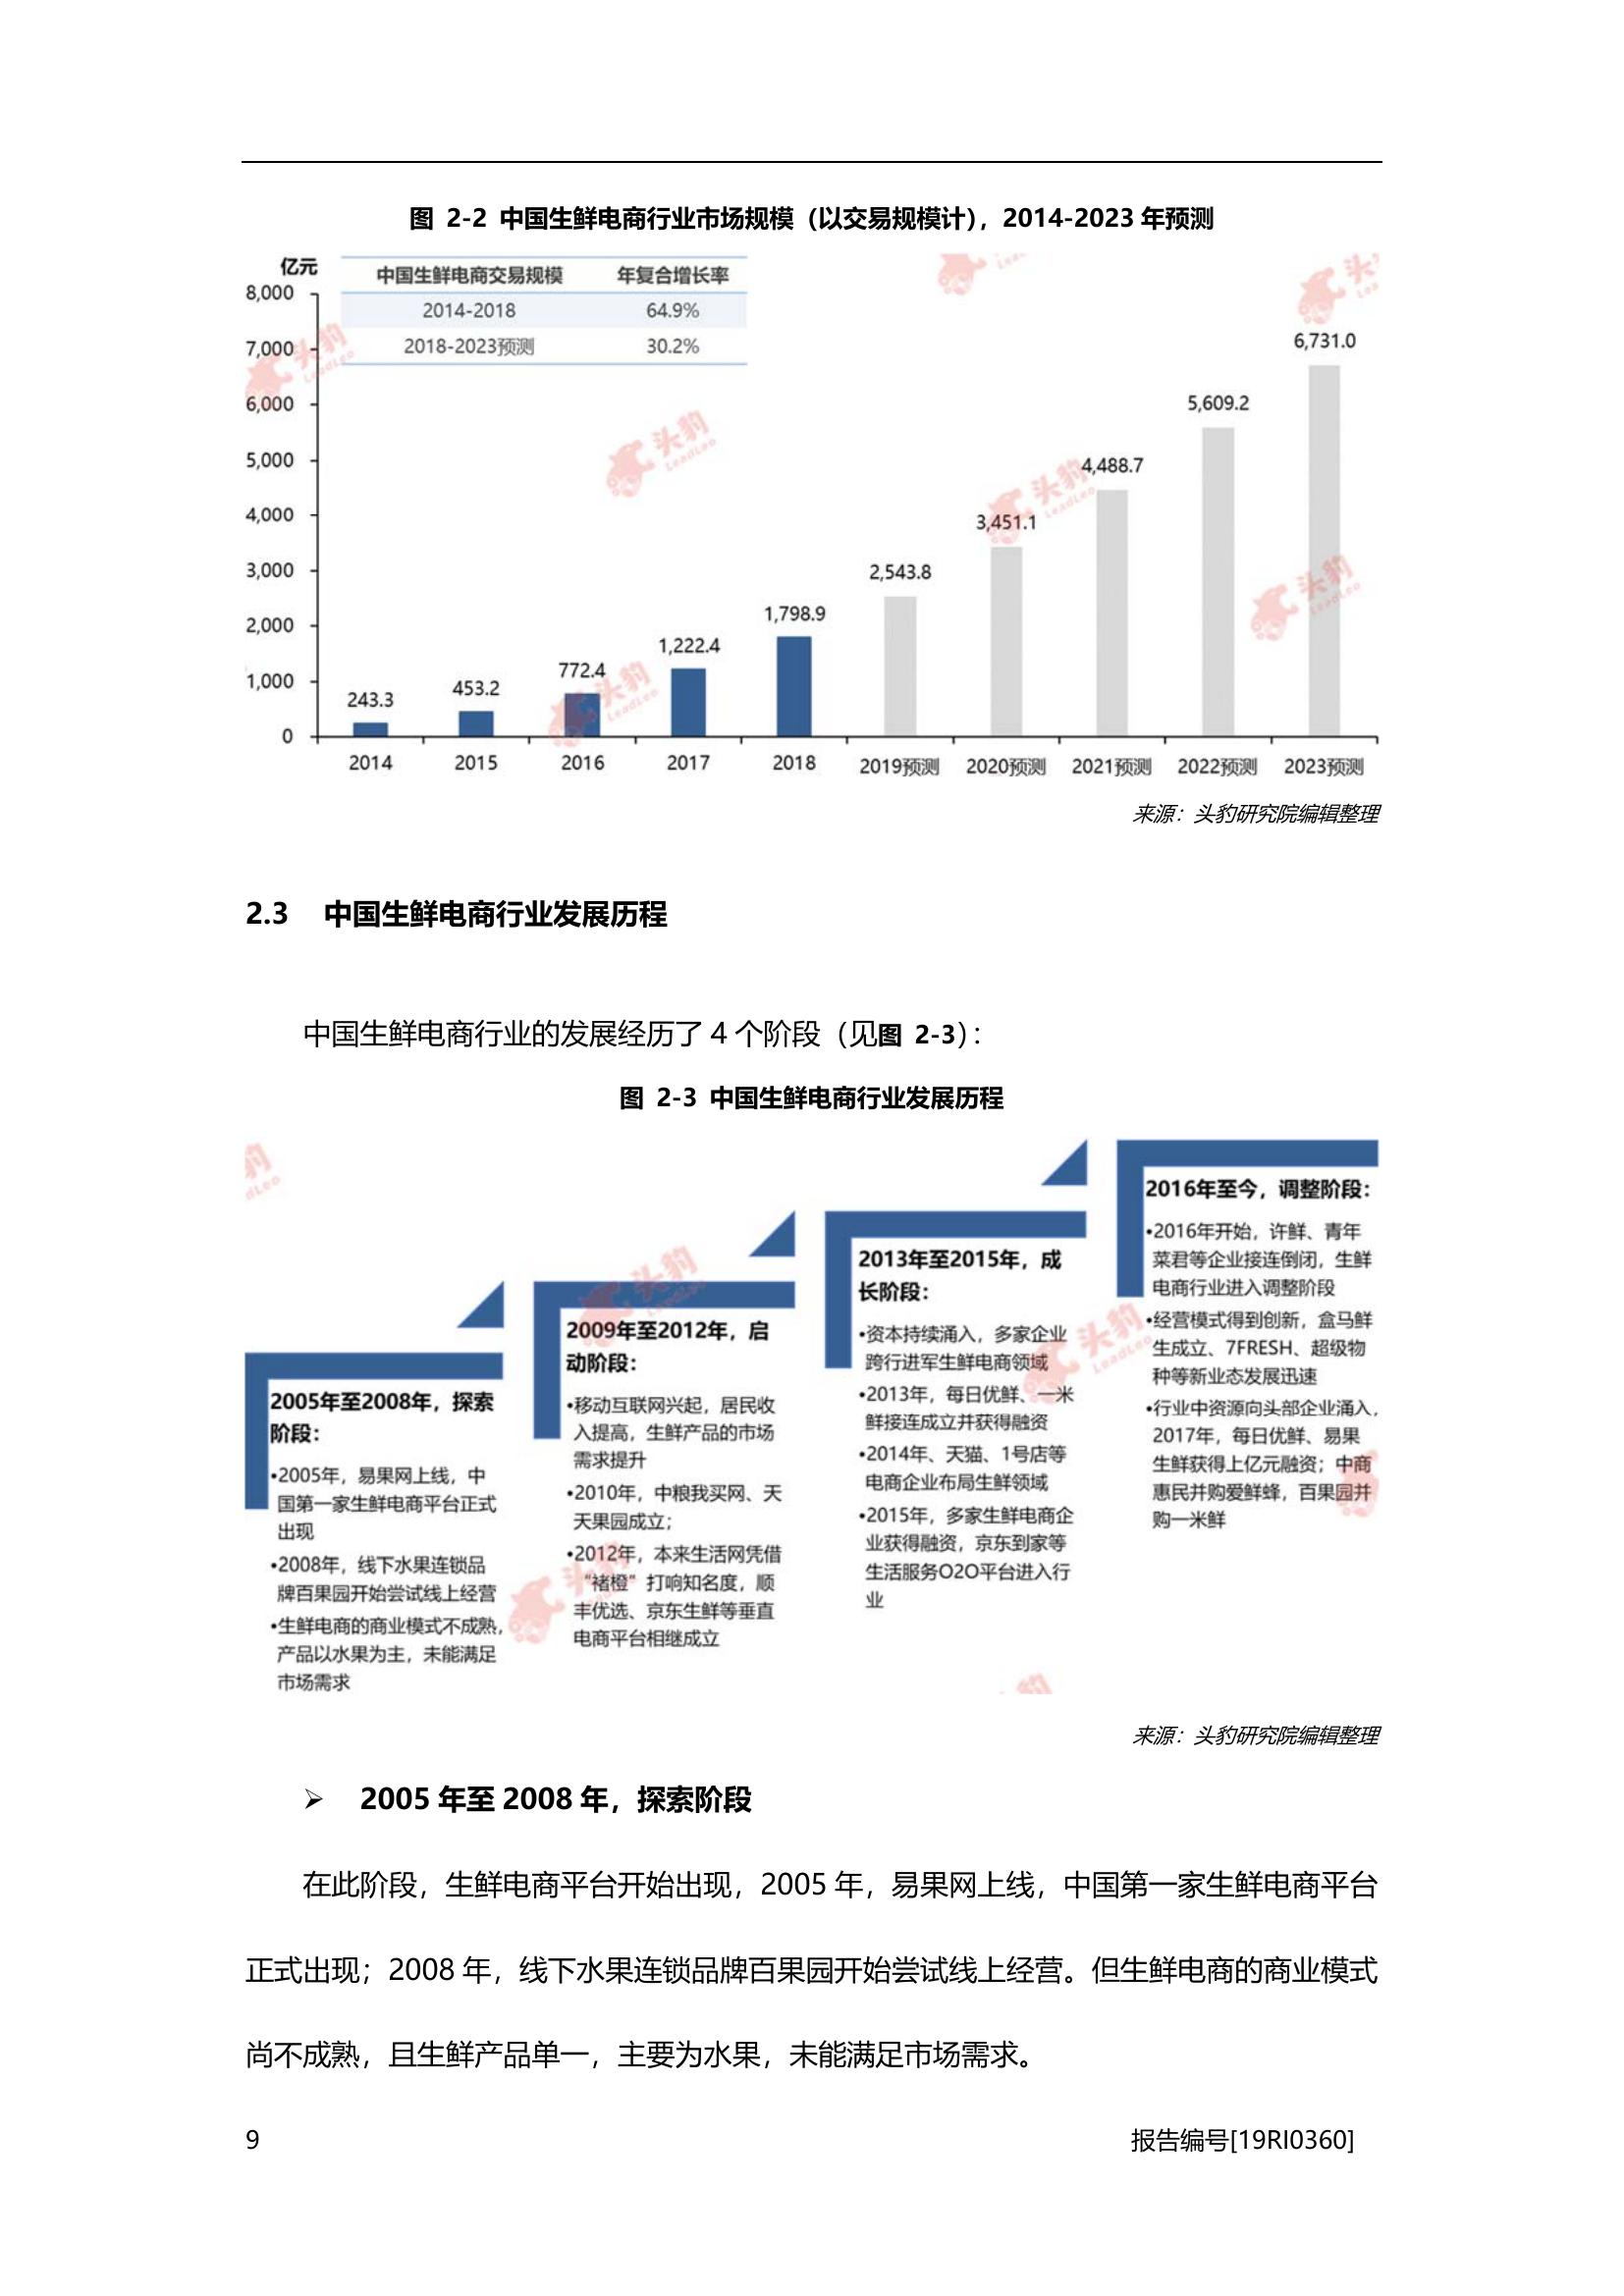 图 2-2 中国生鲜电商行业市场规模（以交易规模计），2014-2023 年预测
亿元
中国生鲜电商交易规模 年复合增长率
2014-2018 64.9%
2018-2023预测 30.2%
8,000
7,000
6,000
5,000
4,000
3,000
2,000
1,000
0
243.3
453.2
772.4
1,222.4
1,798.9
2,543.8
3,451.1
4,488.7
5,609.2
6,731.0
2014 2015 2016 2017 2018 2019预测 2020预测 2021预测 2022预测 2023预测
头豹
LeadLeo
来源：头豹研究院编辑整理
2.3 中国生鲜电商行业发展历程
中国生鲜电商行业的发展经历了 4 个阶段（见图 2-3）：
图 2-3 中国生鲜电商行业发展历程
2005年至2008年，探索
阶段：
•2005年，易果网上线，中
国第一家生鲜电商平台正式
出现
•2008年，线下水果连锁品
牌百果园开始尝试线上经营
•生鲜电商的商业模式不成熟，
产品以水果为主，未能满足
市场需求
2009年至2012年，启
动阶段：
•移动互联网兴起，居民收
入提高，生鲜产品的市场
需求提升
•2010年，中粮我买网、天
天果园成立；
•2012年，本来生活网凭借
“褚橙”打响知名度，顺
丰优选、京东生鲜等垂直
电商平台相继成立
2013年至2015年，成
长阶段：
•资本持续涌入，多家企业
跨行进军生鲜电商领域
•2013年，每日优鲜、一米
鲜接连成立并获得融资
•2014年、天猫、1号店等
电商企业布局生鲜领域
•2015年，多家生鲜电商企
业获得融资，京东到家等
生活服务O2O平台进入行
业
2016年至今，调整阶段：
•2016年开始，许鲜、青年
菜君等企业接连倒闭，生鲜
电商行业进入调整阶段
•经营模式得到创新，盒马鲜
生成立、7FRESH、超级物
种等新业态发展迅速
•行业中资源向头部企业涌入，
2017年，每日优鲜、易果
生鲜获得上亿元融资；中商
惠民并购爱鲜蜂，百果园并
购一米鲜
来源：头豹研究院编辑整理
➢ 2005 年至 2008 年，探索阶段
在此阶段，生鲜电商平台开始出现，2005 年，易果网上线，中国第一家生鲜电商平台
正式出现；2008 年，线下水果连锁品牌百果园开始尝试线上经营。但生鲜电商的商业模式
尚不成熟，且生鲜产品单一，主要为水果，未能满足市场需求。
9 报告编号[19RI0360]